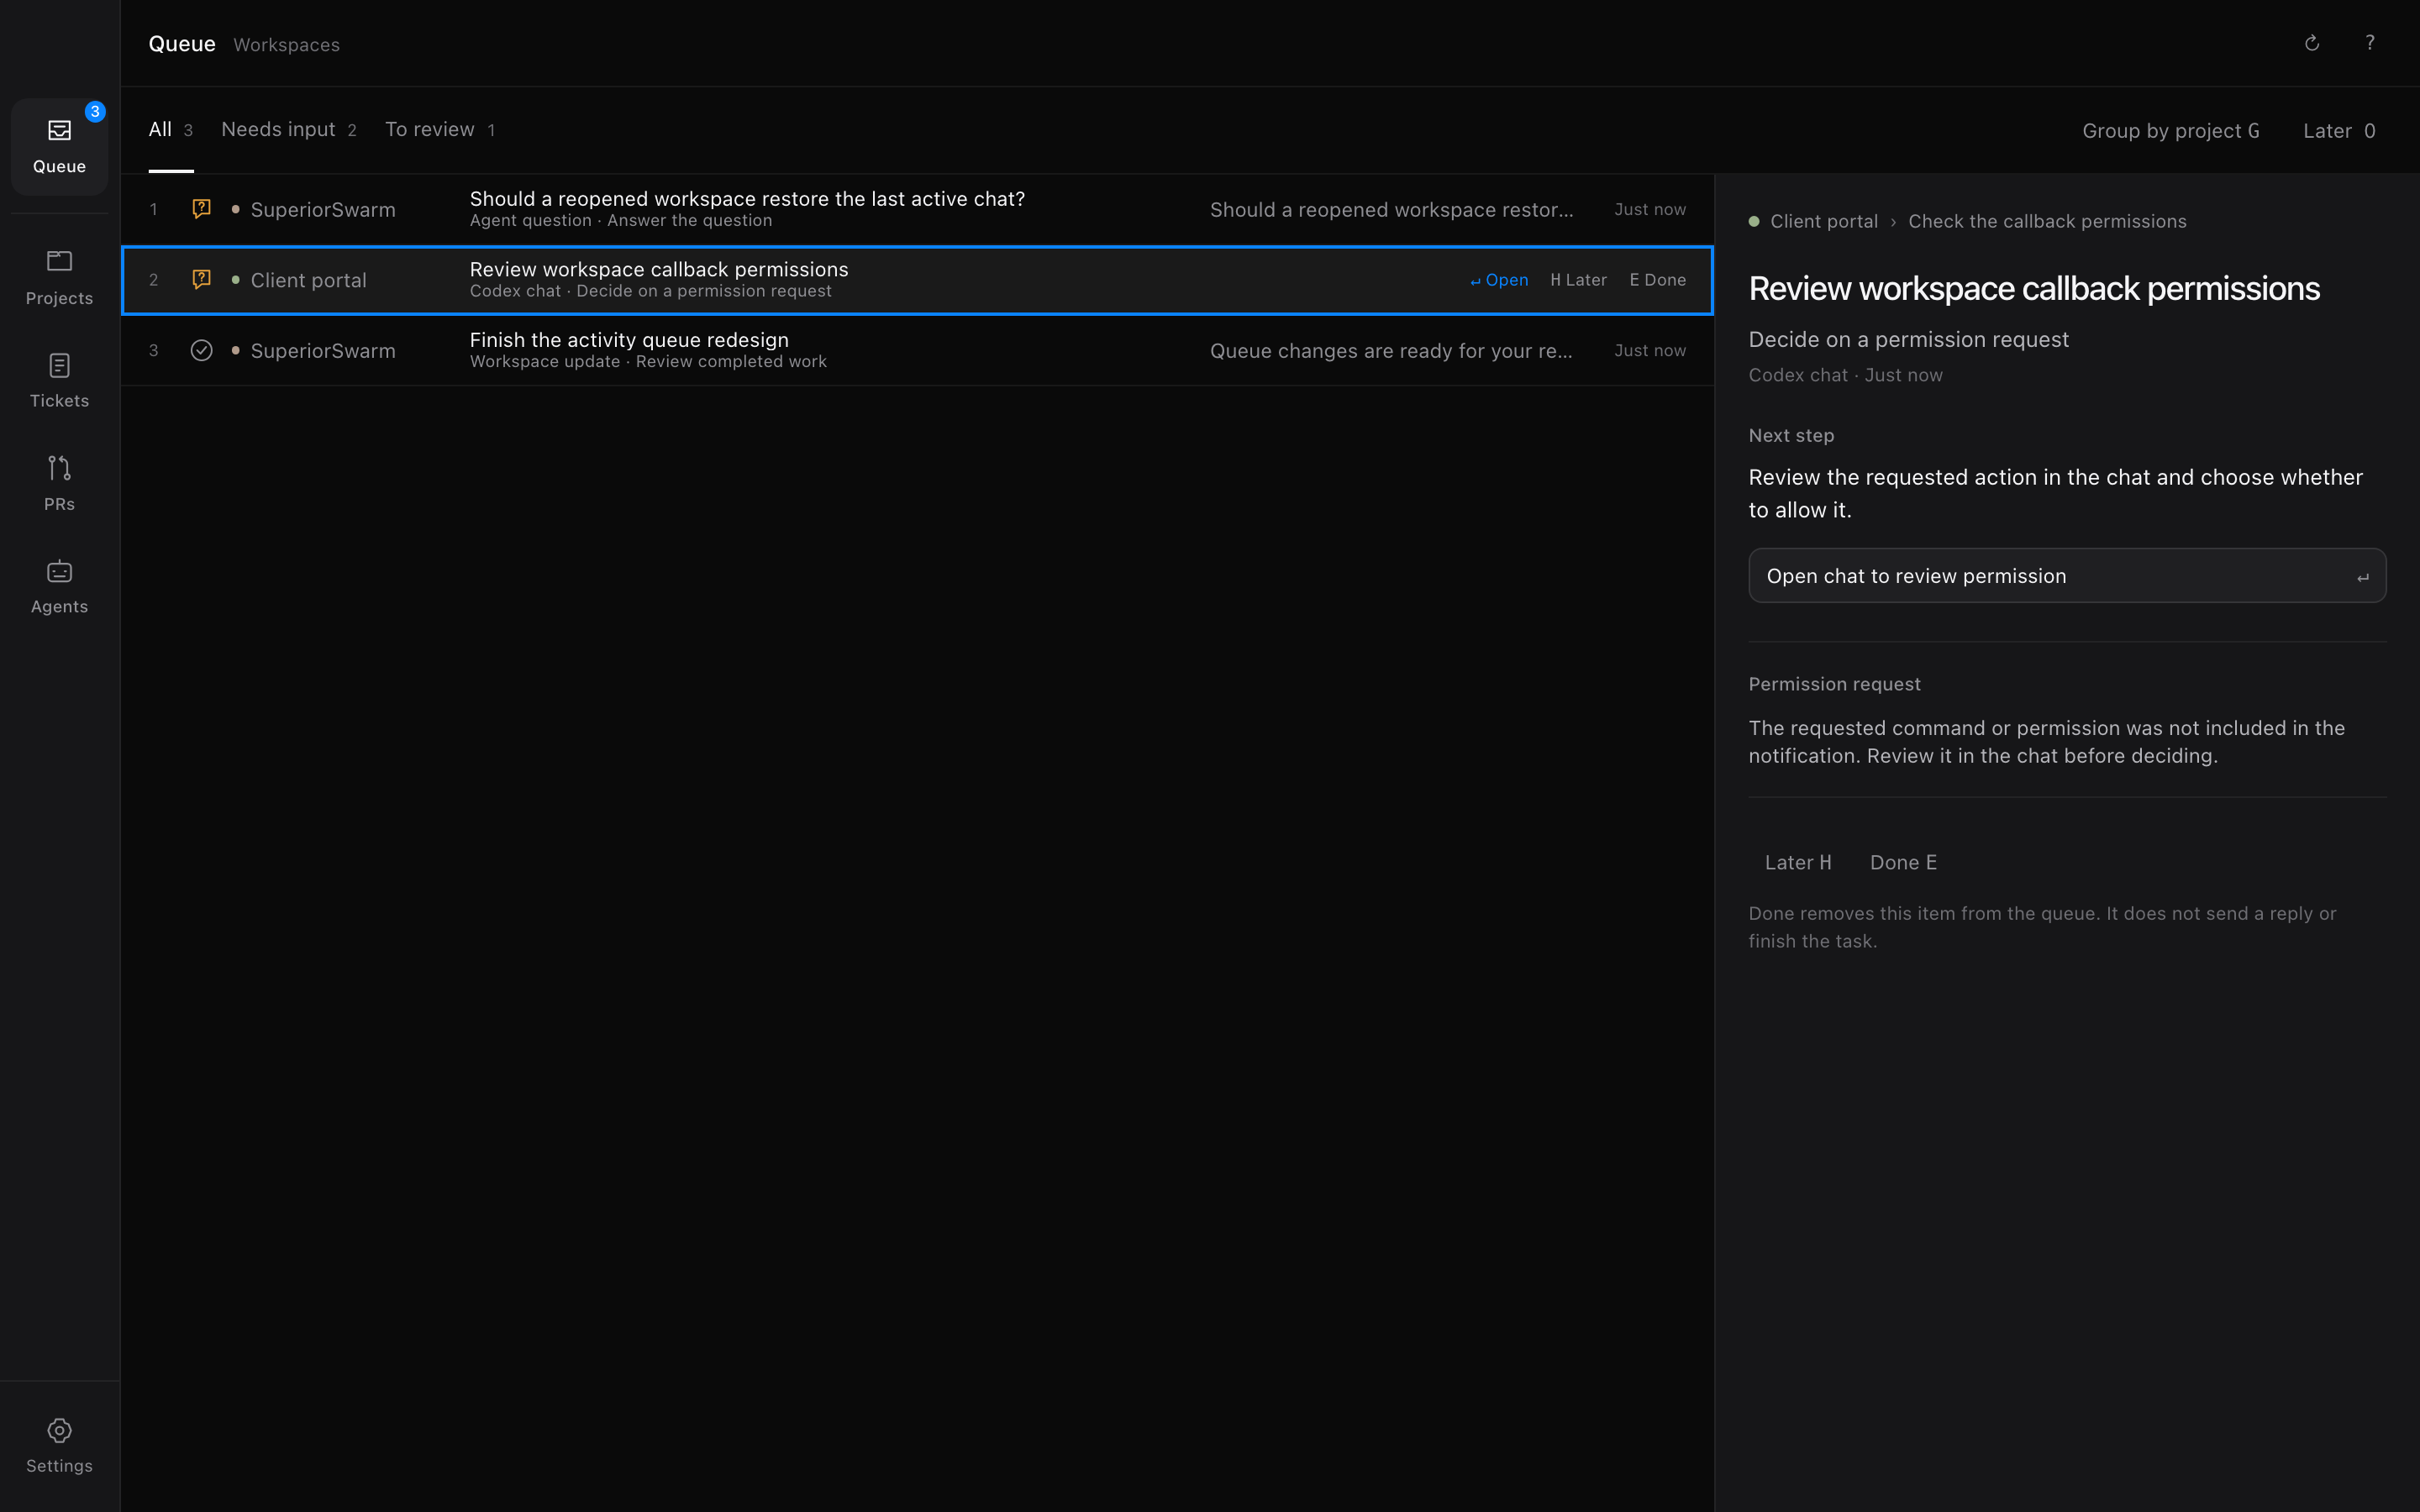 Queue Workspaces
?
3
Queue
Projects
Tickets
PRs
Agents
Settings
All 3 Needs input 2 To review 1
Group by project G Later 0
1 SuperiorSwarm Should a reopened workspace restore the last active chat? Should a reopened workspace restor... Just now
Agent question · Answer the question
2 Client portal Review workspace callback permissions ↵ Open H Later E Done
Codex chat · Decide on a permission request
3 SuperiorSwarm Finish the activity queue redesign Queue changes are ready for your re... Just now
Workspace update · Review completed work
Client portal › Check the callback permissions
Review workspace callback permissions
Decide on a permission request
Codex chat · Just now
Next step
Review the requested action in the chat and choose whether
to allow it.
Open chat to review permission ↵
Permission request
The requested command or permission was not included in the
notification. Review it in the chat before deciding.
Later H Done E
Done removes this item from the queue. It does not send a reply or
finish the task.